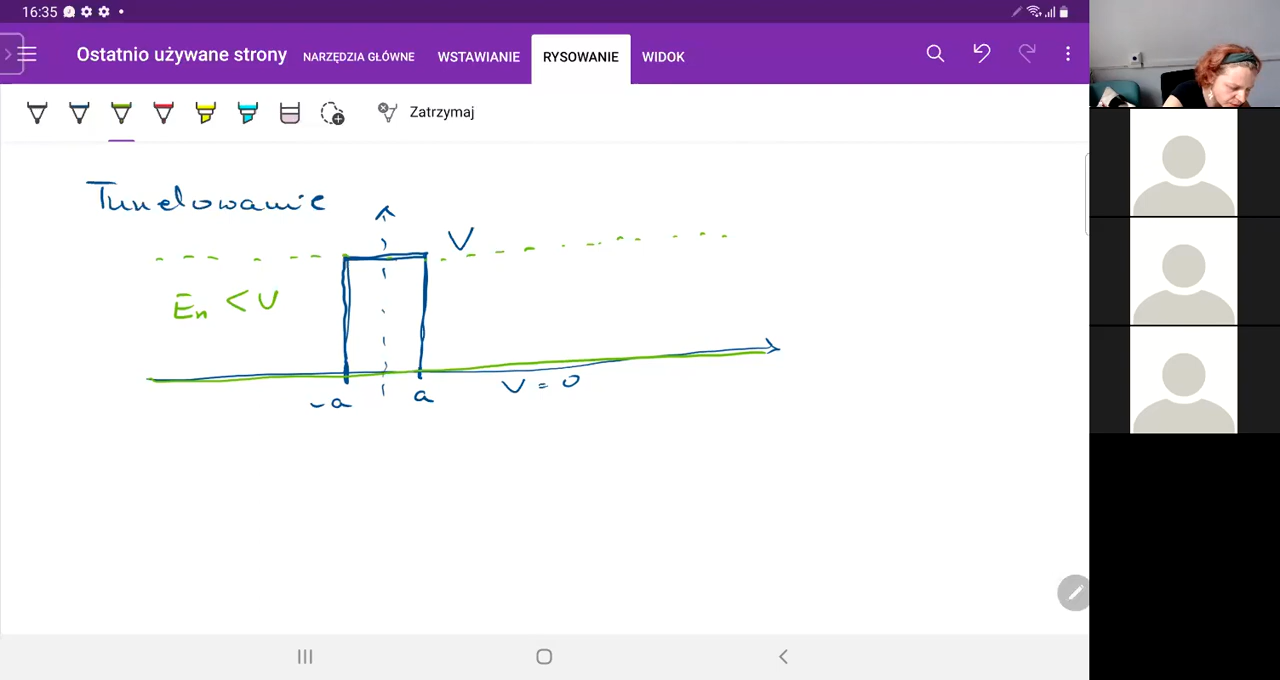 16:35
Ostatnio używane strony NARZĘDZIA GŁÓWNE WSTAWIANIE RYSOWANIE WIDOK
Zatrzymaj
Tunelowanie
V
En < V
V = 0
-a a